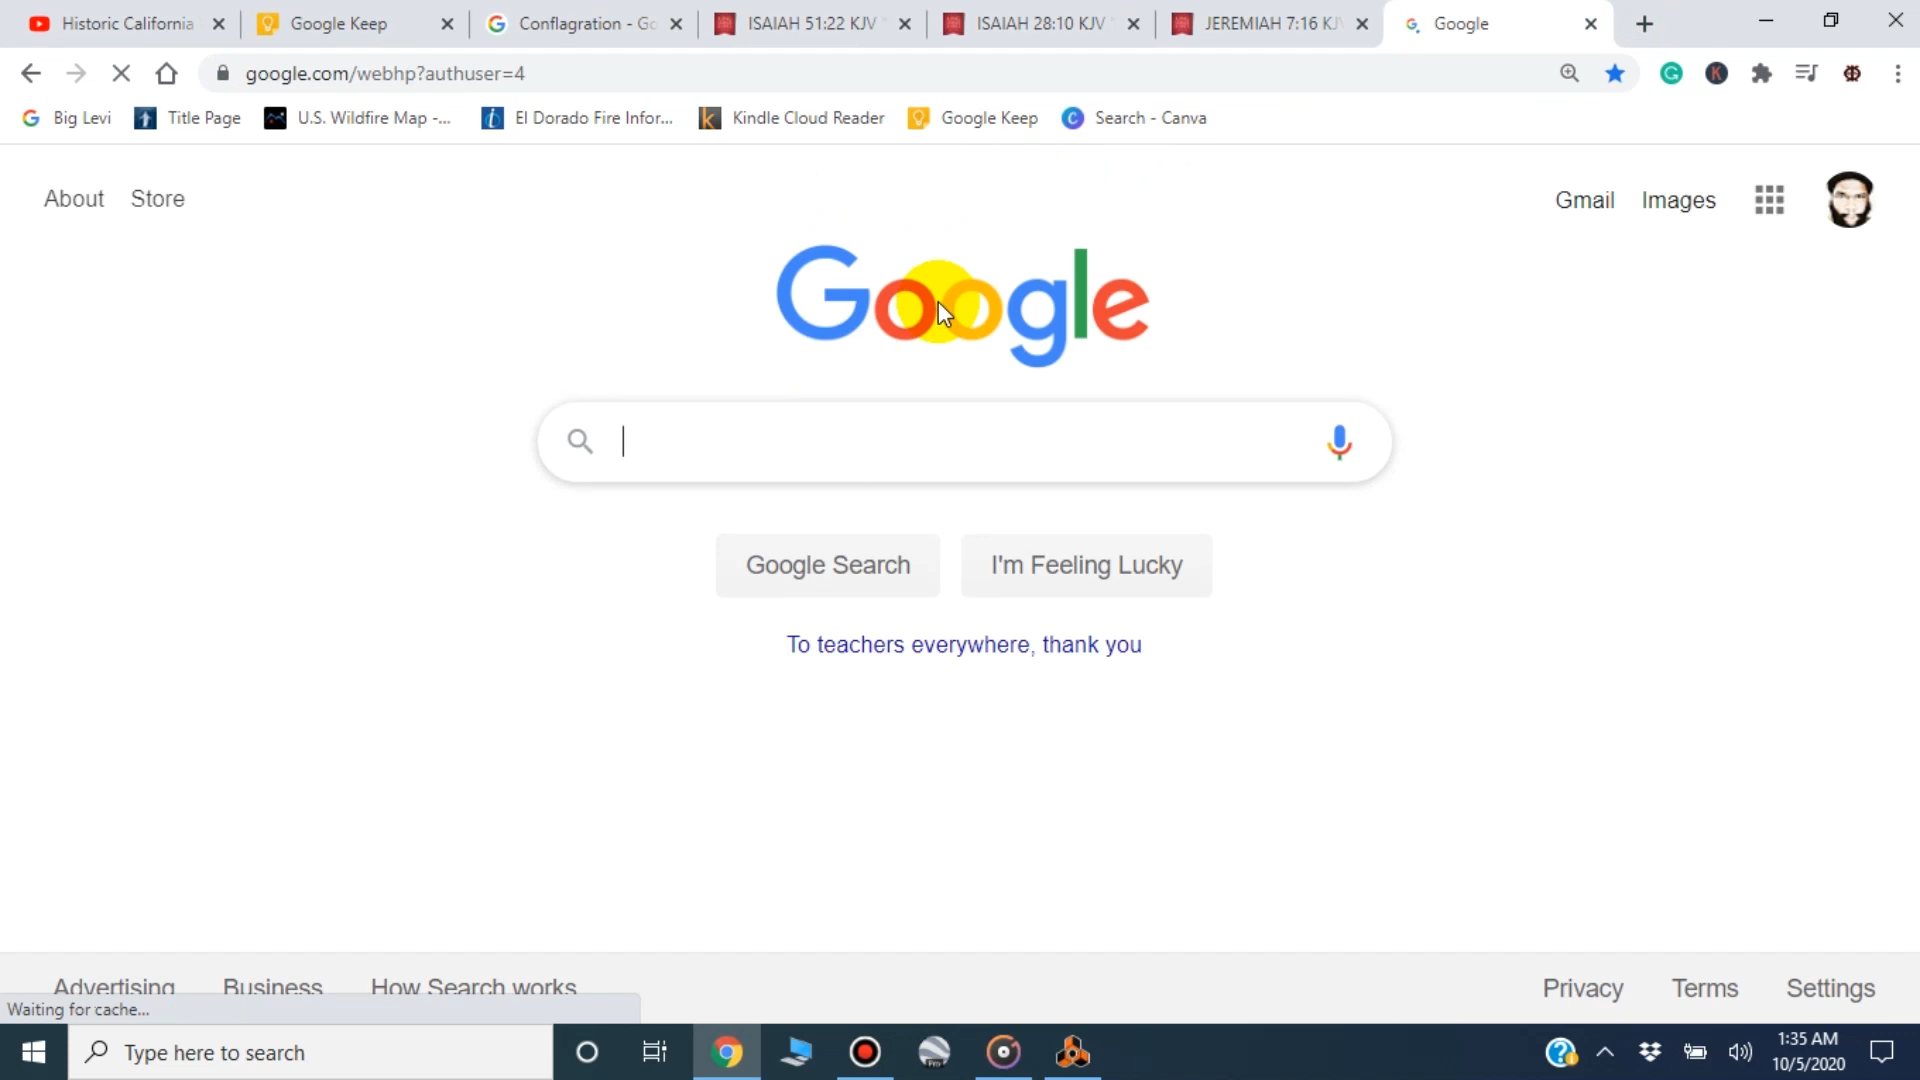 Historic California
Google Keep
Conflagration - Go
ISAIAH 51:22 KJV
ISAIAH 28:10 KJV
JEREMIAH 7:16 KJV
Google
google.com/webhp?authuser=4
Big Levi
Title Page
U.S. Wildfire Map -...
El Dorado Fire Infor...
Kindle Cloud Reader
Google Keep
Search - Canva
About
Store
Gmail
Images
Google
Google Search
I'm Feeling Lucky
To teachers everywhere, thank you
Advertising
Business
How Search works
Privacy
Terms
Settings
Waiting for cache...
Type here to search
1:35 AM
10/5/2020